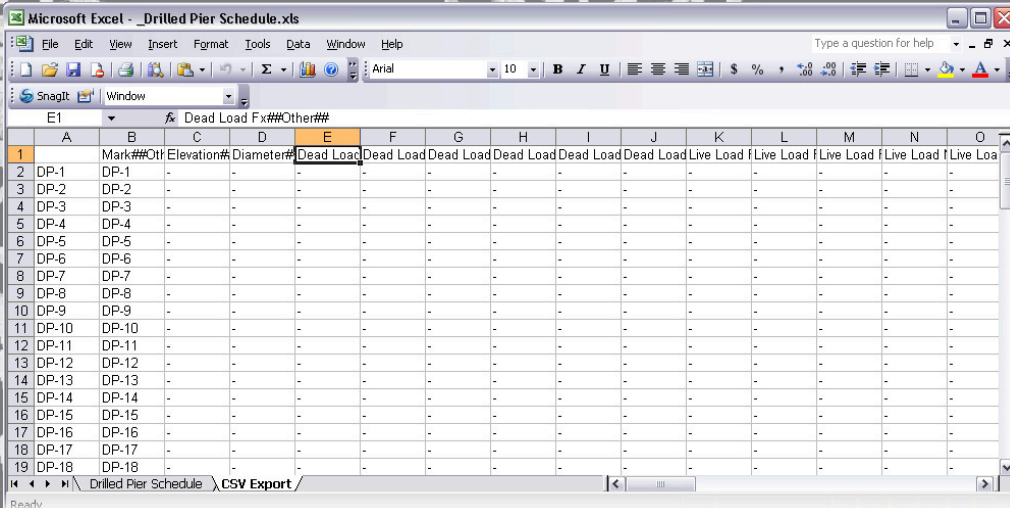 Microsoft Excel - _Drilled Pier Schedule.xls
File Edit View Insert Format Tools Data Window Help Type a question for help
Arial 10 B I U $ % ,
SnagIt Window
E1 fx Dead Load Fx##Other##
A B C D E F G H I J K L M N O
1 Mark##Oth Elevation# Diameter# Dead Load Dead Load Dead Load Dead Load Dead Load Dead Load Live Load F Live Load F Live Load F Live Load M Live Loa
2 DP-1 DP-1 - - - - - - - - - - - - -
3 DP-2 DP-2 - - - - - - - - - - - - -
4 DP-3 DP-3 - - - - - - - - - - - - -
5 DP-4 DP-4 - - - - - - - - - - - - -
6 DP-5 DP-5 - - - - - - - - - - - - -
7 DP-6 DP-6 - - - - - - - - - - - - -
8 DP-7 DP-7 - - - - - - - - - - - - -
9 DP-8 DP-8 - - - - - - - - - - - - -
10 DP-9 DP-9 - - - - - - - - - - - - -
11 DP-10 DP-10 - - - - - - - - - - - - -
12 DP-11 DP-11 - - - - - - - - - - - - -
13 DP-12 DP-12 - - - - - - - - - - - - -
14 DP-13 DP-13 - - - - - - - - - - - - -
15 DP-14 DP-14 - - - - - - - - - - - - -
16 DP-15 DP-15 - - - - - - - - - - - - -
17 DP-16 DP-16 - - - - - - - - - - - - -
18 DP-17 DP-17 - - - - - - - - - - - - -
19 DP-18 DP-18 - - - - - - - - - - - - -
Drilled Pier Schedule CSV Export
Ready